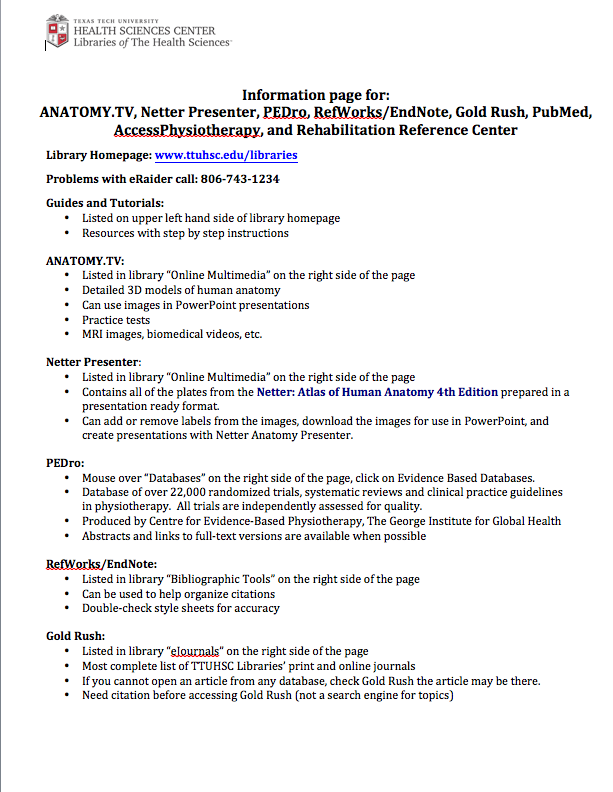 TEXAS TECH UNIVERSITY
HEALTH SCIENCES CENTER
Libraries of The Health Sciences™
Information page for:
ANATOMY.TV, Netter Presenter, PEDro, RefWorks/EndNote, Gold Rush, PubMed,
AccessPhysiotherapy, and Rehabilitation Reference Center
Library Homepage: www.ttuhsc.edu/libraries
Problems with eRaider call: 806-743-1234
Guides and Tutorials:
• Listed on upper left hand side of library homepage
• Resources with step by step instructions
ANATOMY.TV:
• Listed in library “Online Multimedia” on the right side of the page
• Detailed 3D models of human anatomy
• Can use images in PowerPoint presentations
• Practice tests
• MRI images, biomedical videos, etc.
Netter Presenter:
• Listed in library “Online Multimedia” on the right side of the page
• Contains all of the plates from the Netter: Atlas of Human Anatomy 4th Edition prepared in a
presentation ready format.
• Can add or remove labels from the images, download the images for use in PowerPoint, and
create presentations with Netter Anatomy Presenter.
PEDro:
• Mouse over “Databases” on the right side of the page, click on Evidence Based Databases.
• Database of over 22,000 randomized trials, systematic reviews and clinical practice guidelines
in physiotherapy. All trials are independently assessed for quality.
• Produced by Centre for Evidence-Based Physiotherapy, The George Institute for Global Health
• Abstracts and links to full-text versions are available when possible
RefWorks/EndNote:
• Listed in library “Bibliographic Tools” on the right side of the page
• Can be used to help organize citations
• Double-check style sheets for accuracy
Gold Rush:
• Listed in library “eJournals” on the right side of the page
• Most complete list of TTUHSC Libraries’ print and online journals
• If you cannot open an article from any database, check Gold Rush the article may be there.
• Need citation before accessing Gold Rush (not a search engine for topics)